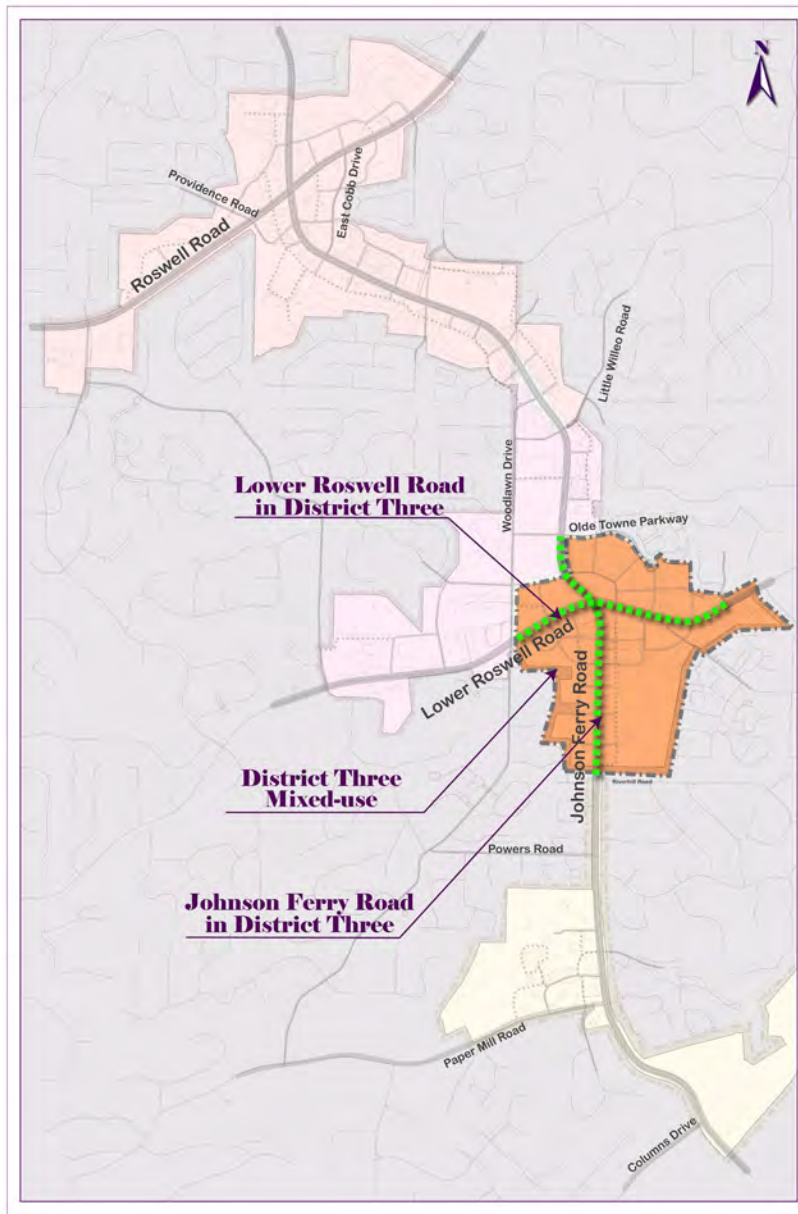 N
Providence Road
East Cobb Drive
Roswell Road
Little Willeo Road
Woodlawn Drive
Lower Roswell Road
in District Three
Olde Towne Parkway
Lower Roswell Road
Johnson Ferry Road
District Three
Mixed-use
Riverhill Road
Powers Road
Johnson Ferry Road
in District Three
Paper Mill Road
Columns Drive